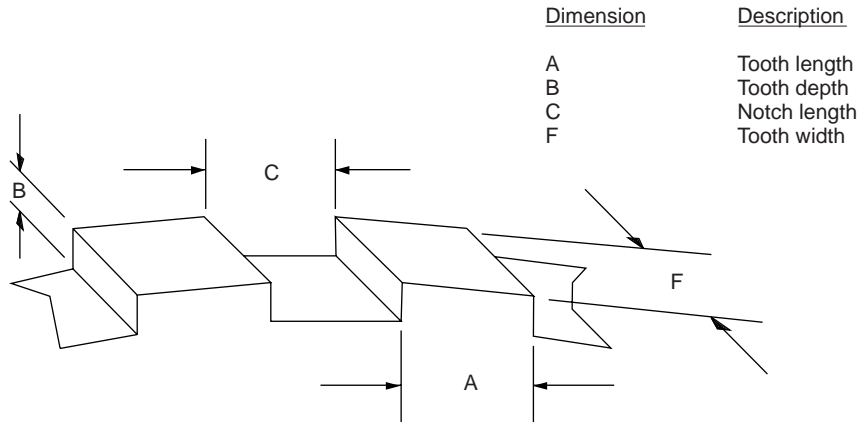 Dimension Description
A Tooth length
B Tooth depth
C Notch length
F Tooth width
C
B
F
A